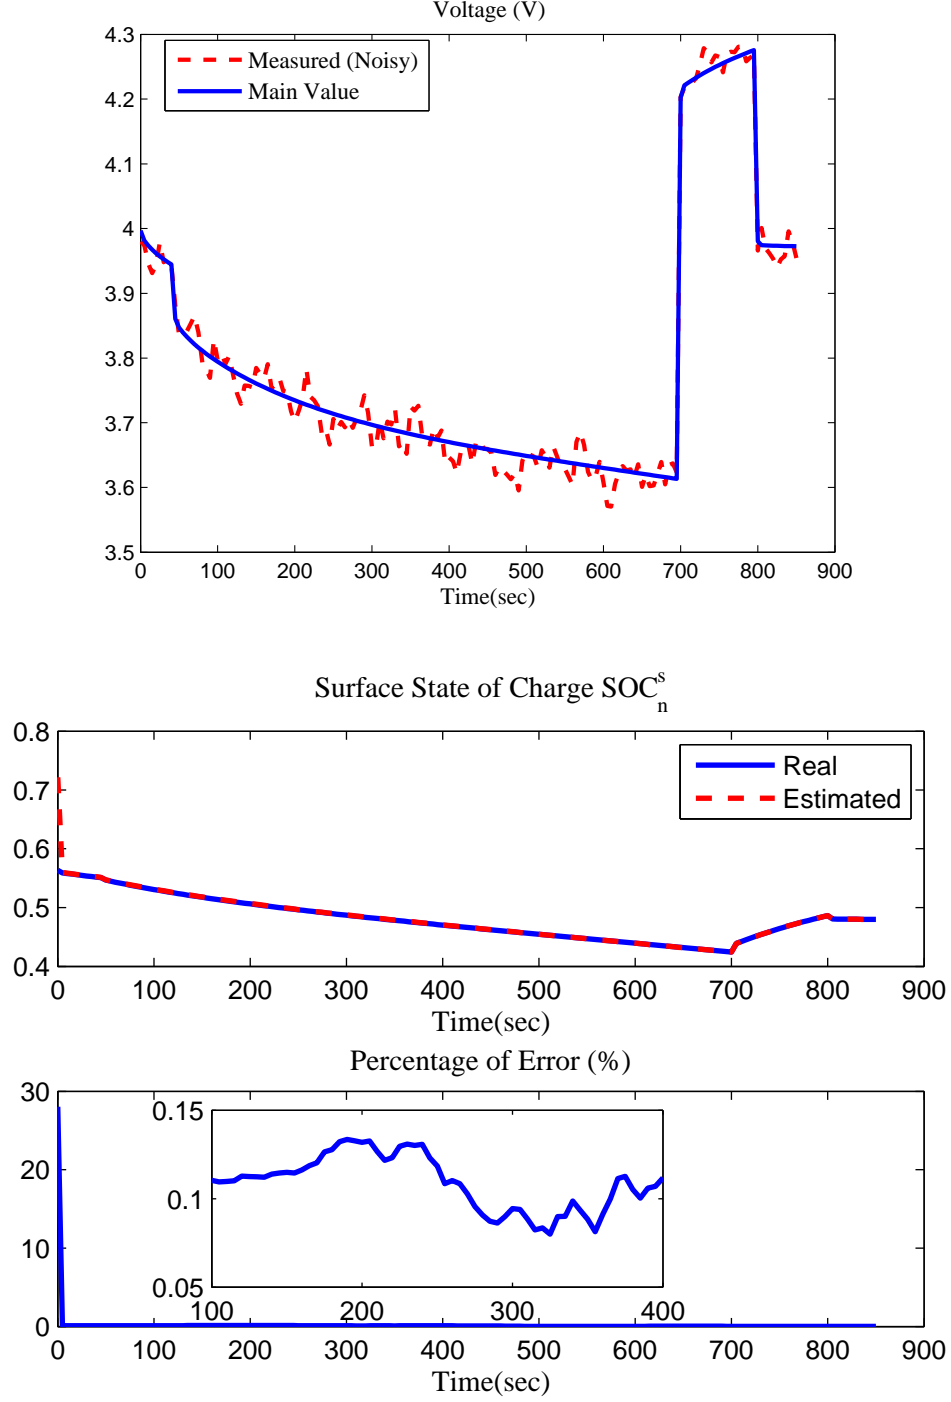 Voltage (V)
4.3
4.2
4.1
4
3.9
3.8
3.7
3.6
3.5
Measured (Noisy)
Main Value
0 100 200 300 400 500 600 700 800 900
Time(sec)
Surface State of Charge SOC_n^s
0.8
0.7
0.6
0.5
0.4
Real
Estimated
0 100 200 300 400 500 600 700 800 900
Time(sec)
Percentage of Error (%)
30
20
10
0
0.15
0.1
0.05
100 200 300 400
0 100 200 300 400 500 600 700 800 900
Time(sec)